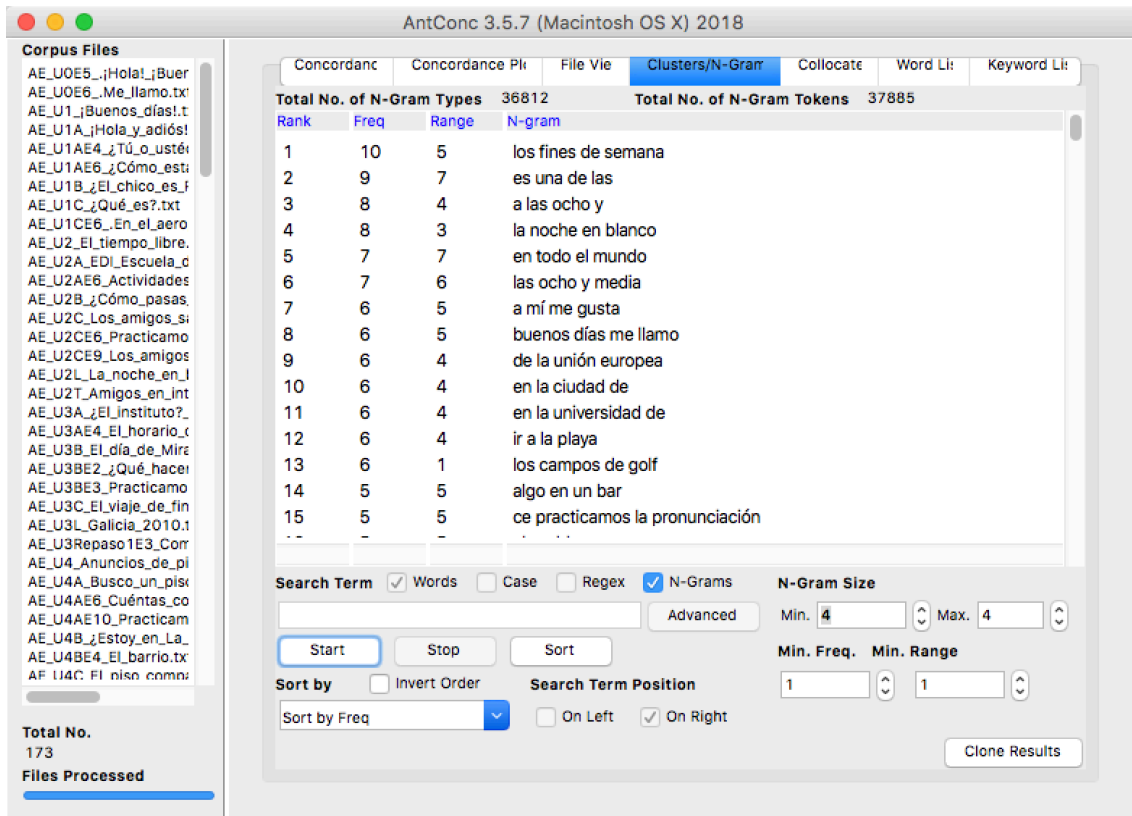 AntConc 3.5.7 (Macintosh OS X) 2018
Corpus Files
AE_U0E5_.¡Hola!_¡Buer
AE_U0E6_.Me_llamo.txt
AE_U1_¡Buenos_días!.t
AE_U1A_¡Hola_y_adiós!
AE_U1AE4_¿Tú_o_usté
AE_U1AE6_¿Cómo_esta
AE_U1B_¿El_chico_es_F
AE_U1C_¿Qué_es?.txt
AE_U1CE6_.En_el_aero
AE_U2_El_tiempo_libre.
AE_U2A_EDI_Escuela_d
AE_U2AE6_Actividades
AE_U2B_¿Cómo_pasas_
AE_U2C_Los_amigos_sa
AE_U2CE6_Practicamo
AE_U2CE9_Los_amigos
AE_U2L_La_noche_en_l
AE_U2T_Amigos_en_int
AE_U3A_¿El_instituto?_
AE_U3AE4_El_horario_d
AE_U3B_El_día_de_Mira
AE_U3BE2_¿Qué_hacer
AE_U3BE3_Practicamo
AE_U3C_El_viaje_de_fin
AE_U3L_Galicia_2010.t
AE_U3Repaso1E3_Com
AE_U4_Anuncios_de_pi
AE_U4A_Busco_un_piso
AE_U4AE6_Cuéntas_co
AE_U4AE10_Practicam
AE_U4B_¿Estoy_en_La_
AE_U4BE4_El_barrio.tx
AE_U4C_El_piso_compa
Total No.
173
Files Processed
Concordanc Concordance Plo File Vie Clusters/N-Gram Collocate Word Lis Keyword Lis
Total No. of N-Gram Types 36812 Total No. of N-Gram Tokens 37885
Rank Freq Range N-gram
1 10 5 los fines de semana
2 9 7 es una de las
3 8 4 a las ocho y
4 8 3 la noche en blanco
5 7 7 en todo el mundo
6 7 6 las ocho y media
7 6 5 a mí me gusta
8 6 5 buenos días me llamo
9 6 4 de la unión europea
10 6 4 en la ciudad de
11 6 4 en la universidad de
12 6 4 ir a la playa
13 6 1 los campos de golf
14 5 5 algo en un bar
15 5 5 ce practicamos la pronunciación
Search Term Words Case Regex N-Grams N-Gram Size
Advanced Min. 4 Max. 4
Start Stop Sort Min. Freq. Min. Range
Sort by Invert Order Search Term Position 1 1
Sort by Freq On Left On Right
Clone Results